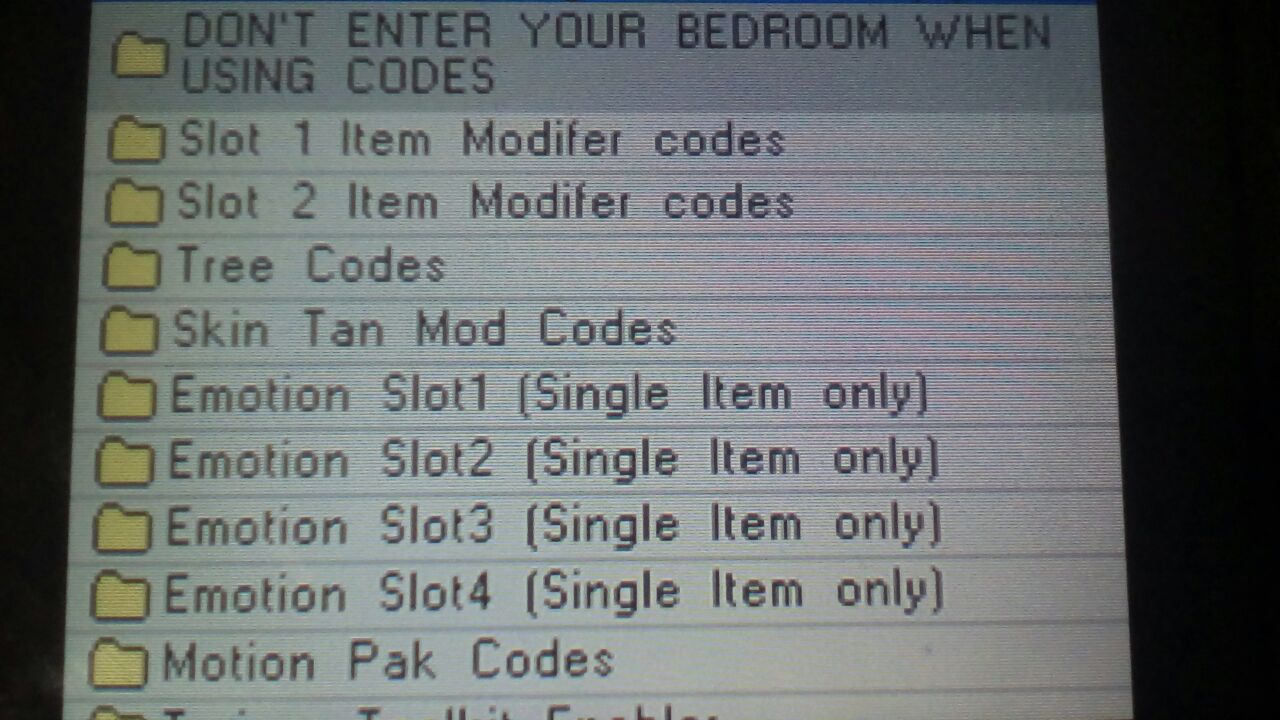 DON'T ENTER YOUR BEDROOM WHEN
USING CODES
Slot 1 Item Modifer codes
Slot 2 Item Modifer codes
Tree Codes
Skin Tan Mod Codes
Emotion Slot1 (Single Item only)
Emotion Slot2 (Single Item only)
Emotion Slot3 (Single Item only)
Emotion Slot4 (Single Item only)
Motion Pak Codes